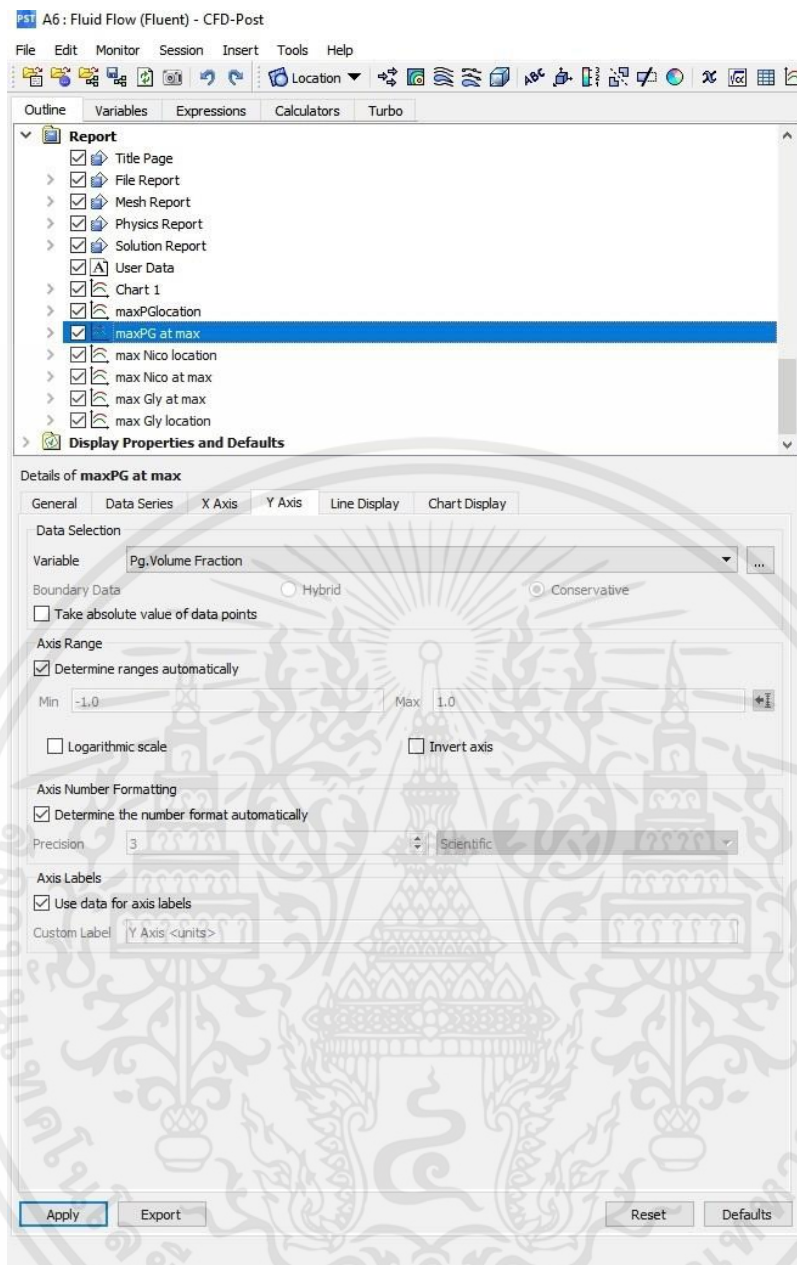 PST A6 : Fluid Flow (Fluent) - CFD-Post
File Edit Monitor Session Insert Tools Help
Location
Outline Variables Expressions Calculators Turbo
Report
Title Page
File Report
Mesh Report
Physics Report
Solution Report
A User Data
Chart 1
maxPGlocation
maxPG at max
max Nico location
max Nico at max
max Gly at max
max Gly location
Display Properties and Defaults
Details of maxPG at max
General Data Series X Axis Y Axis Line Display Chart Display
Data Selection
Variable Pg.Volume Fraction ...
Boundary Data Hybrid Conservative
Take absolute value of data points
Axis Range
Determine ranges automatically
Min -1.0 Max 1.0
Logarithmic scale Invert axis
Axis Number Formatting
Determine the number format automatically
Precision 3 Scientific
Axis Labels
Use data for axis labels
Custom Label Y Axis <units>
Apply Export Reset Defaults